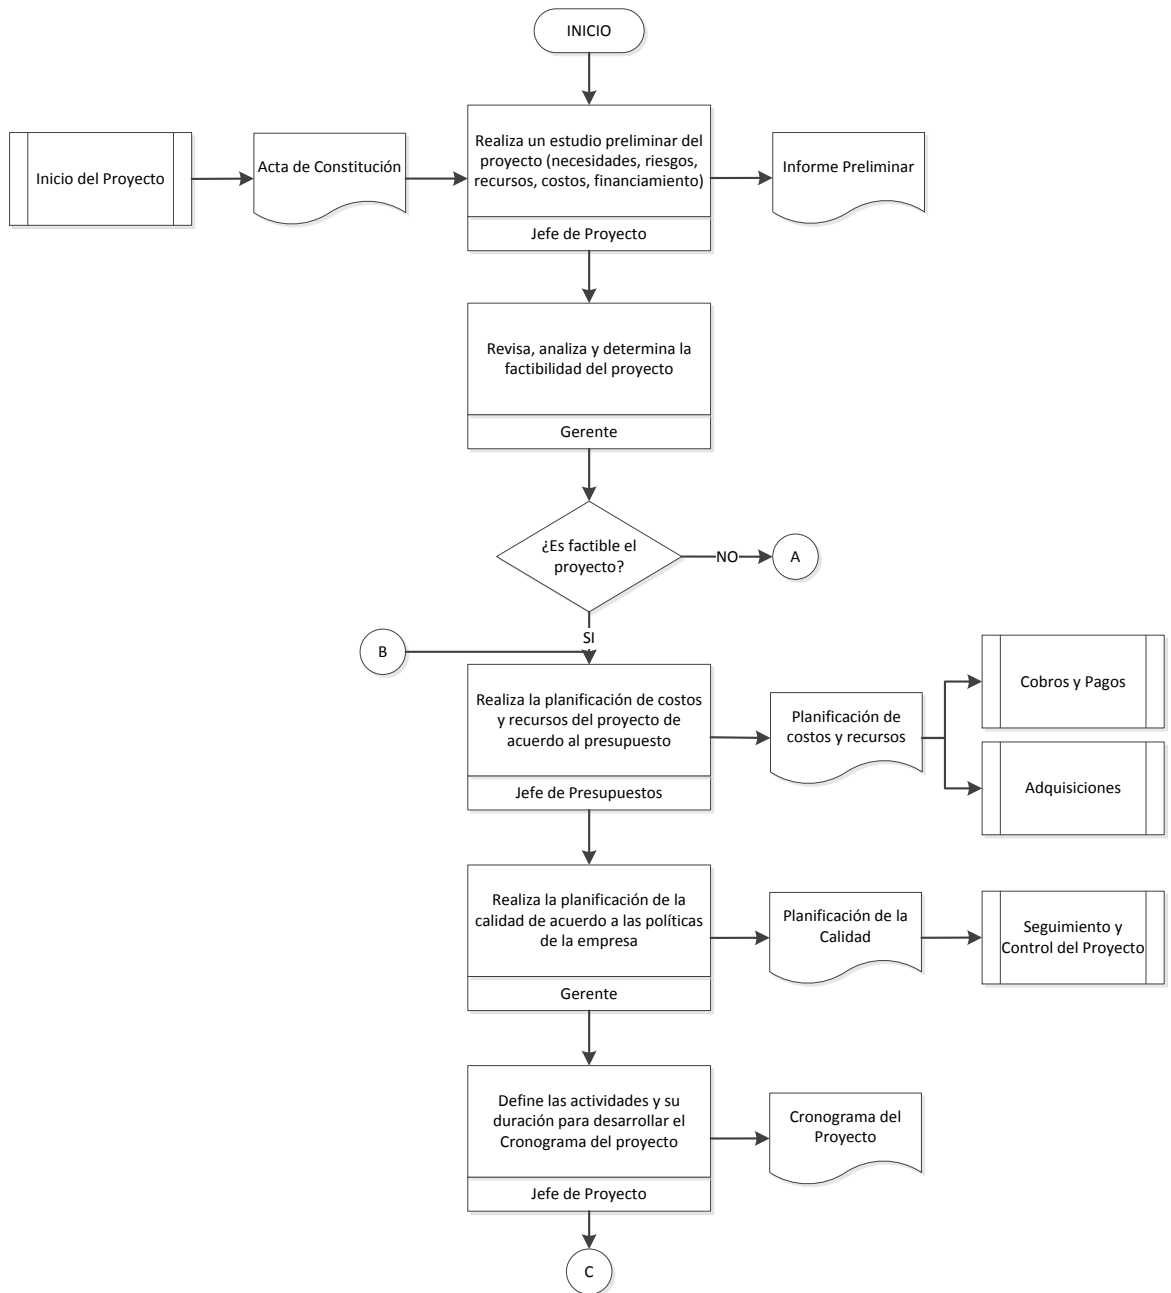 INICIO
Inicio del Proyecto
Acta de Constitución
Realiza un estudio preliminar del
proyecto (necesidades, riesgos,
recursos, costos, financiamiento)
Jefe de Proyecto
Informe Preliminar
Revisa, analiza y determina la
factibilidad del proyecto
Gerente
¿Es factible el
proyecto?
NO
A
SI
B
Realiza la planificación de costos
y recursos del proyecto de
acuerdo al presupuesto
Jefe de Presupuestos
Planificación de
costos y recursos
Cobros y Pagos
Adquisiciones
Realiza la planificación de la
calidad de acuerdo a las políticas
de la empresa
Gerente
Planificación de la
Calidad
Seguimiento y
Control del Proyecto
Define las actividades y su
duración para desarrollar el
Cronograma del proyecto
Jefe de Proyecto
Cronograma del
Proyecto
C